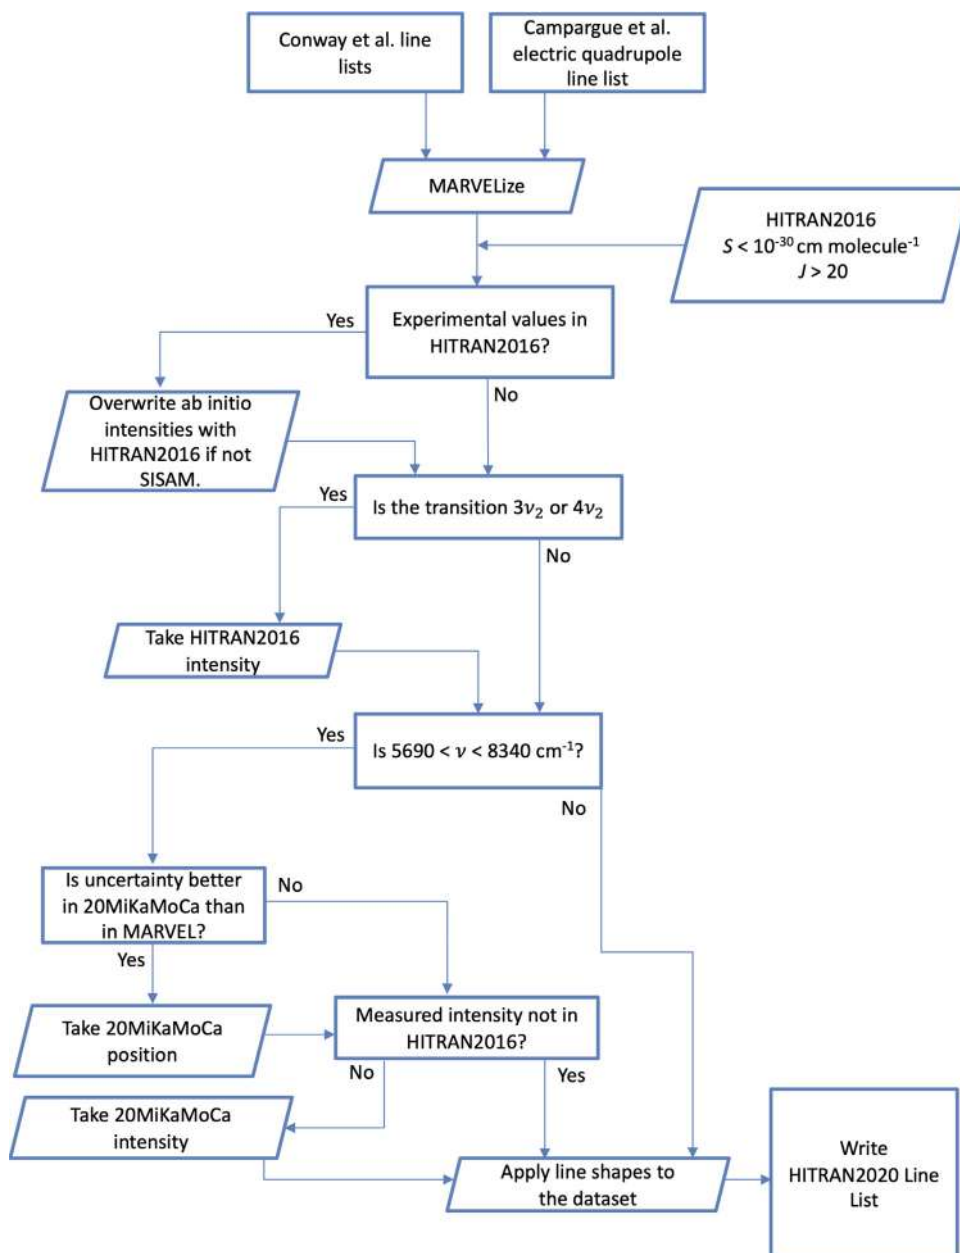 Conway et al. line
lists
Campargue et al.
electric quadrupole
line list
MARVELize
HITRAN2016
S < 10⁻³⁰ cm molecule⁻¹
J > 20
Experimental values in
HITRAN2016?
Yes
No
Overwrite ab initio
intensities with
HITRAN2016 if not
SISAM.
Is the transition 3ν₂ or 4ν₂
Yes
No
Take HITRAN2016
intensity
Is 5690 < ν < 8340 cm⁻¹?
Yes
No
Is uncertainty better
in 20MiKaMoCa than
in MARVEL?
No
Yes
Take 20MiKaMoCa
position
Measured intensity not in
HITRAN2016?
No
Yes
Take 20MiKaMoCa
intensity
Apply line shapes to
the dataset
Write
HITRAN2020 Line
List